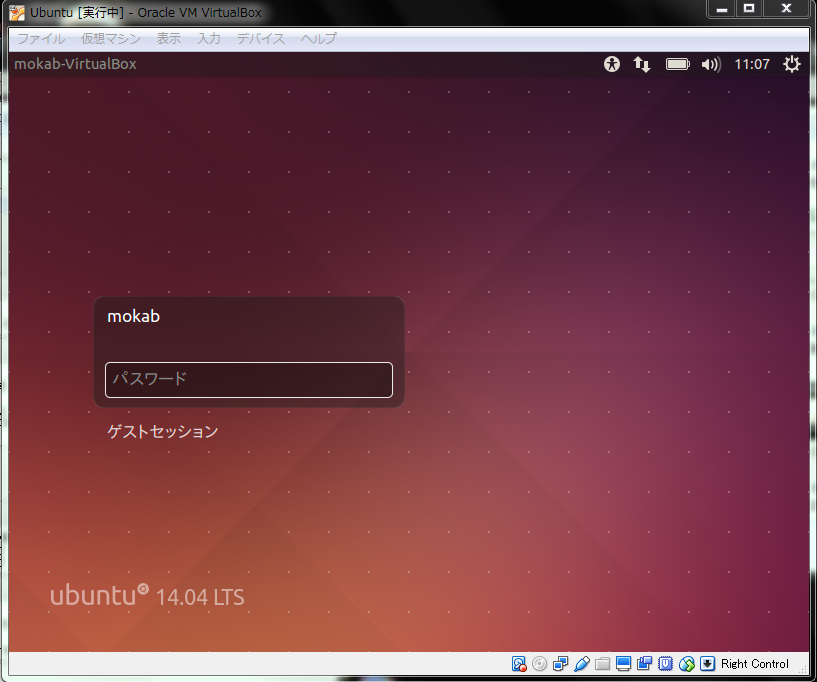 Ubuntu [実行中] - Oracle VM VirtualBox
ファイル 仮想マシン 表示 入力 デバイス ヘルプ
mokab-VirtualBox 11:07
mokab
パスワード
ゲストセッション
ubuntu 14.04 LTS
Right Control